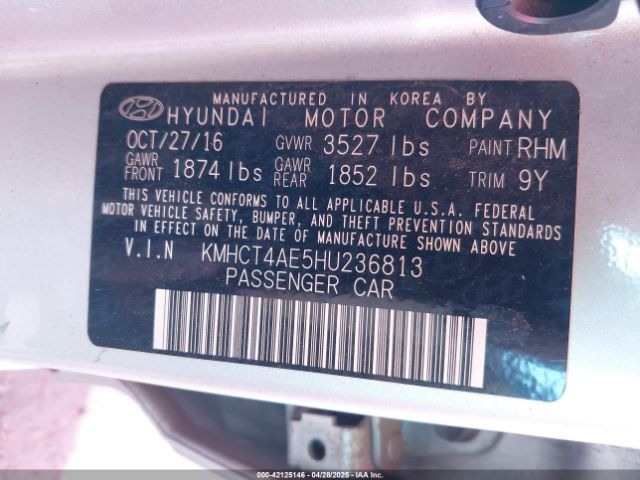 MANUFACTURED IN KOREA BY
HYUNDAI MOTOR COMPANY
OCT/27/16 GVWR 3527 lbs PAINT RHM
GAWR FRONT 1874 lbs GAWR REAR 1852 lbs TRIM 9Y
THIS VEHICLE CONFORMS TO ALL APPLICABLE U.S.A. FEDERAL
MOTOR VEHICLE SAFETY, BUMPER, AND THEFT PREVENTION STANDARDS
IN EFFECT ON THE DATE OF MANUFACTURE SHOWN ABOVE
V.I.N KMHCT4AE5HU236813
PASSENGER CAR
000-42125146 - 04/28/2025 - COPART